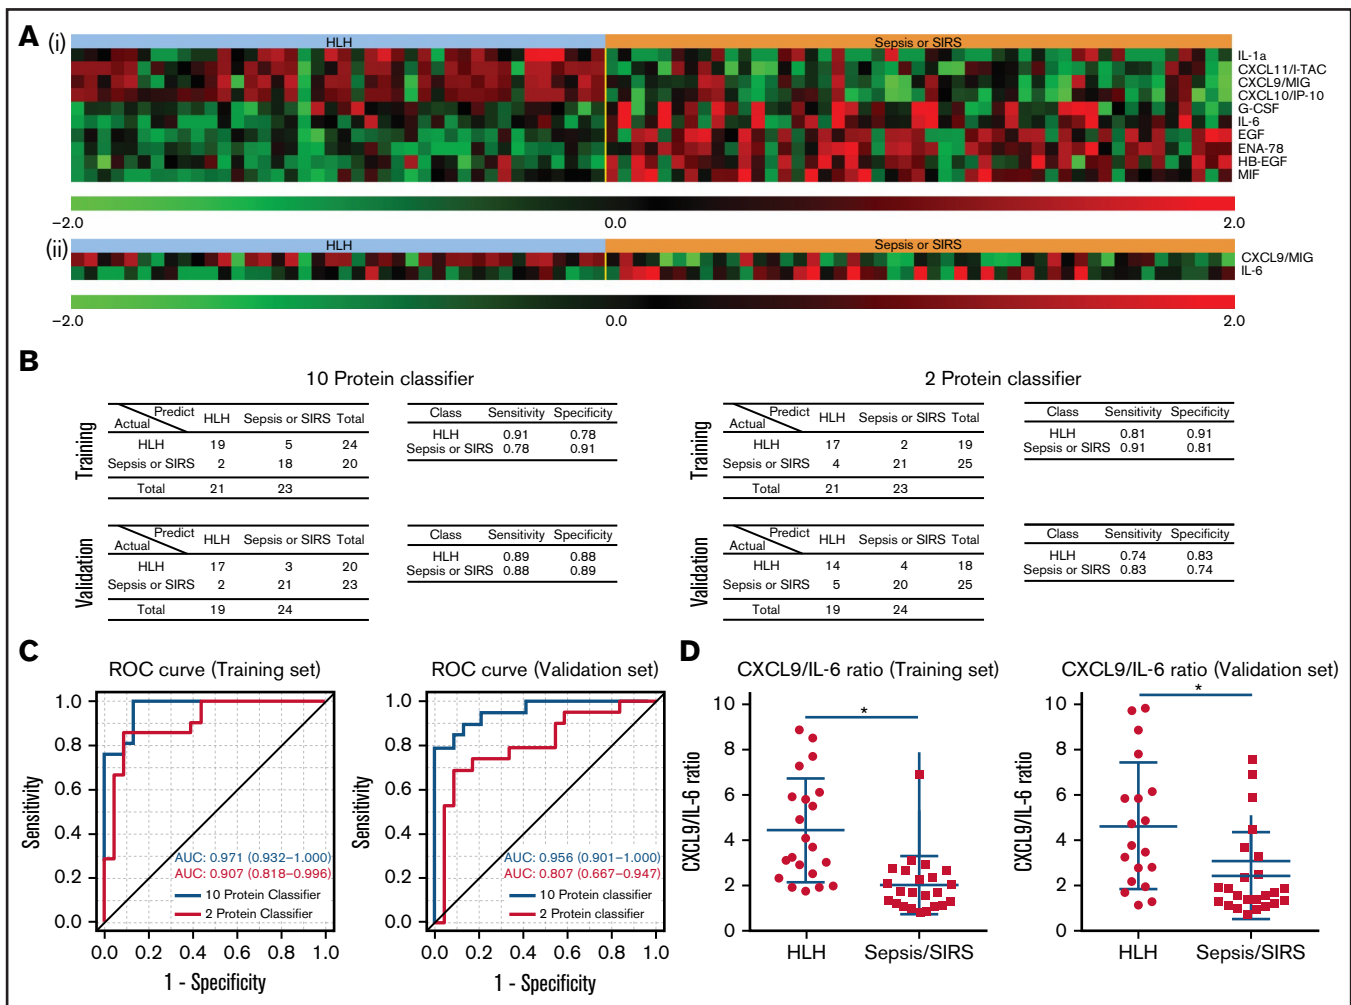 A
(i)
HLH
Sepsis or SIRS
IL-1a
CXCL11/I-TAC
CXCL9/MIG
CXCL10/IP-10
G-CSF
IL-6
EGF
ENA-78
HB-EGF
MIF
−2.0 0.0 2.0
(ii)
HLH
Sepsis or SIRS
CXCL9/MIG
IL-6
−2.0 0.0 2.0
B
10 Protein classifier
Training
Predict
Actual
HLH Sepsis or SIRS Total
HLH 19 5 24
Sepsis or SIRS 2 18 20
Total 21 23
Class Sensitivity Specificity
HLH 0.91 0.78
Sepsis or SIRS 0.78 0.91
Validation
Predict
Actual
HLH Sepsis or SIRS Total
HLH 17 3 20
Sepsis or SIRS 2 21 23
Total 19 24
Class Sensitivity Specificity
HLH 0.89 0.88
Sepsis or SIRS 0.88 0.89
2 Protein classifier
Training
Predict
Actual
HLH Sepsis or SIRS Total
HLH 17 2 19
Sepsis or SIRS 4 21 25
Total 21 23
Class Sensitivity Specificity
HLH 0.81 0.91
Sepsis or SIRS 0.91 0.81
Validation
Predict
Actual
HLH Sepsis or SIRS Total
HLH 14 4 18
Sepsis or SIRS 5 20 25
Total 19 24
Class Sensitivity Specificity
HLH 0.74 0.83
Sepsis or SIRS 0.83 0.74
C
ROC curve (Training set)
Sensitivity
1.0
0.8
0.6
0.4
0.2
0.0
AUC: 0.971 (0.932–1.000)
AUC: 0.907 (0.818–0.996)
10 Protein Classifier
2 Protein Classifier
0.0 0.2 0.4 0.6 0.8 1.0
1 - Specificity
ROC curve (Validation set)
Sensitivity
1.0
0.8
0.6
0.4
0.2
0.0
AUC: 0.956 (0.901–1.000)
AUC: 0.807 (0.667–0.947)
10 Protein Classifier
2 Protein Classifier
0.0 0.2 0.4 0.6 0.8 1.0
1 - Specificity
D
CXCL9/IL-6 ratio (Training set)
CXCL9/IL-6 ratio
10
8
6
4
2
0
*
HLH Sepsis/SIRS
CXCL9/IL-6 ratio (Validation set)
CXCL9/IL-6 ratio
10
8
6
4
2
0
*
HLH Sepsis/SIRS